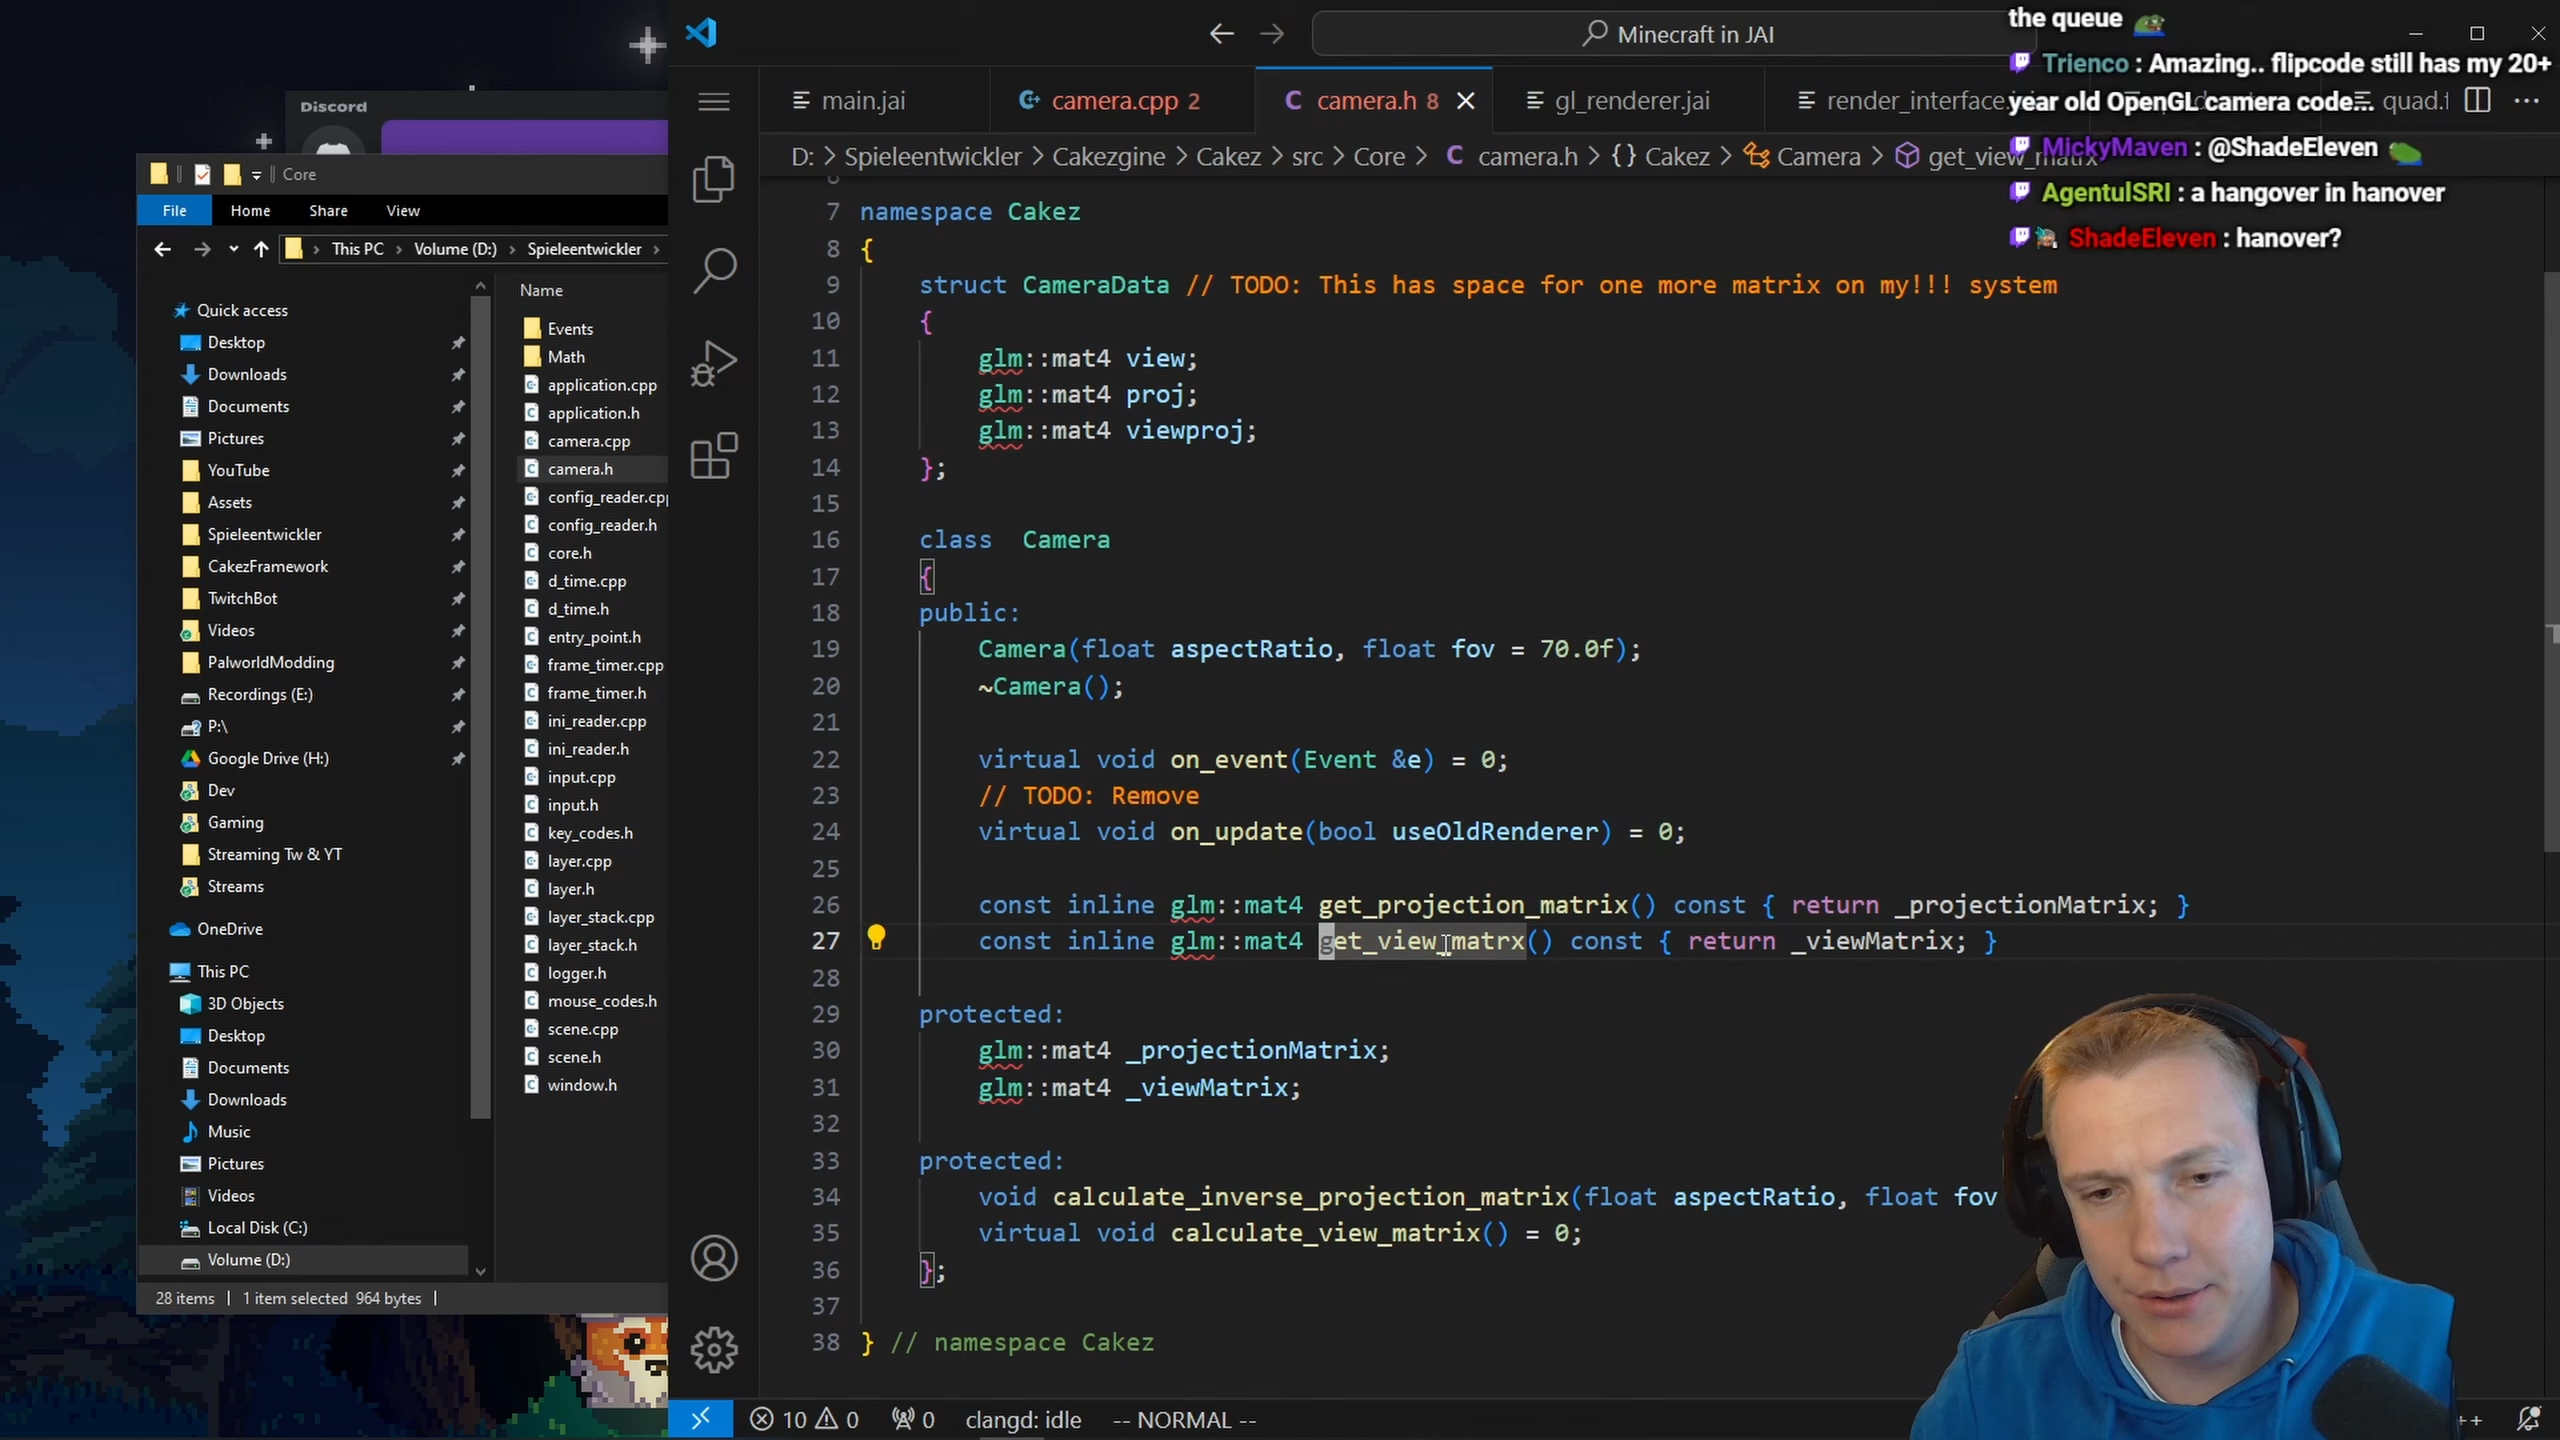 Discord
Core
File Home Share View
This PC > Volume (D:) > Spieleentwickler >
Quick access
Desktop
Downloads
Documents
Pictures
YouTube
Assets
Spieleentwickler
CakezFramework
TwitchBot
Videos
PalworldModding
Recordings (E:)
P:\
Google Drive (H:)
Dev
Gaming
Streaming Tw & YT
Streams
OneDrive
This PC
3D Objects
Desktop
Documents
Downloads
Music
Pictures
Videos
Local Disk (C:)
Volume (D:)
Name
Events
Math
application.cpp
application.h
camera.cpp
camera.h
config_reader.cpp
config_reader.h
core.h
d_time.cpp
d_time.h
entry_point.h
frame_timer.cpp
frame_timer.h
ini_reader.cpp
ini_reader.h
input.cpp
input.h
key_codes.h
layer.cpp
layer.h
layer_stack.cpp
layer_stack.h
logger.h
mouse_codes.h
scene.cpp
scene.h
window.h
28 items 1 item selected 964 bytes
Minecraft in JAI
main.jai camera.cpp 2 camera.h 8 gl_renderer.jai render_interface.
D: > Spieleentwickler > Cakezgine > Cakez > src > Core > camera.h > {} Cakez > Camera > get_view_matrx
the queue
Trienco : Amazing.. flipcode still has my 20+
year old OpenGL camera code...
MickyMaven : @ShadeEleven
AgentulSRI : a hangover in hanover
ShadeEleven : hanover?
7 namespace Cakez
8 {
9 struct CameraData // TODO: This has space for one more matrix on my!!! system
10 {
11 glm::mat4 view;
12 glm::mat4 proj;
13 glm::mat4 viewproj;
14 };
15
16 class Camera
17 {
18 public:
19 Camera(float aspectRatio, float fov = 70.0f);
20 ~Camera();
21
22 virtual void on_event(Event &e) = 0;
23 // TODO: Remove
24 virtual void on_update(bool useOldRenderer) = 0;
25
26 const inline glm::mat4 get_projection_matrix() const { return _projectionMatrix; }
27 const inline glm::mat4 get_view_matrx() const { return _viewMatrix; }
28
29 protected:
30 glm::mat4 _projectionMatrix;
31 glm::mat4 _viewMatrix;
32
33 protected:
34 void calculate_inverse_projection_matrix(float aspectRatio, float fov
35 virtual void calculate_view_matrix() = 0;
36 };
37
38 } // namespace Cakez
10 0 0 clangd: idle -- NORMAL -- ++